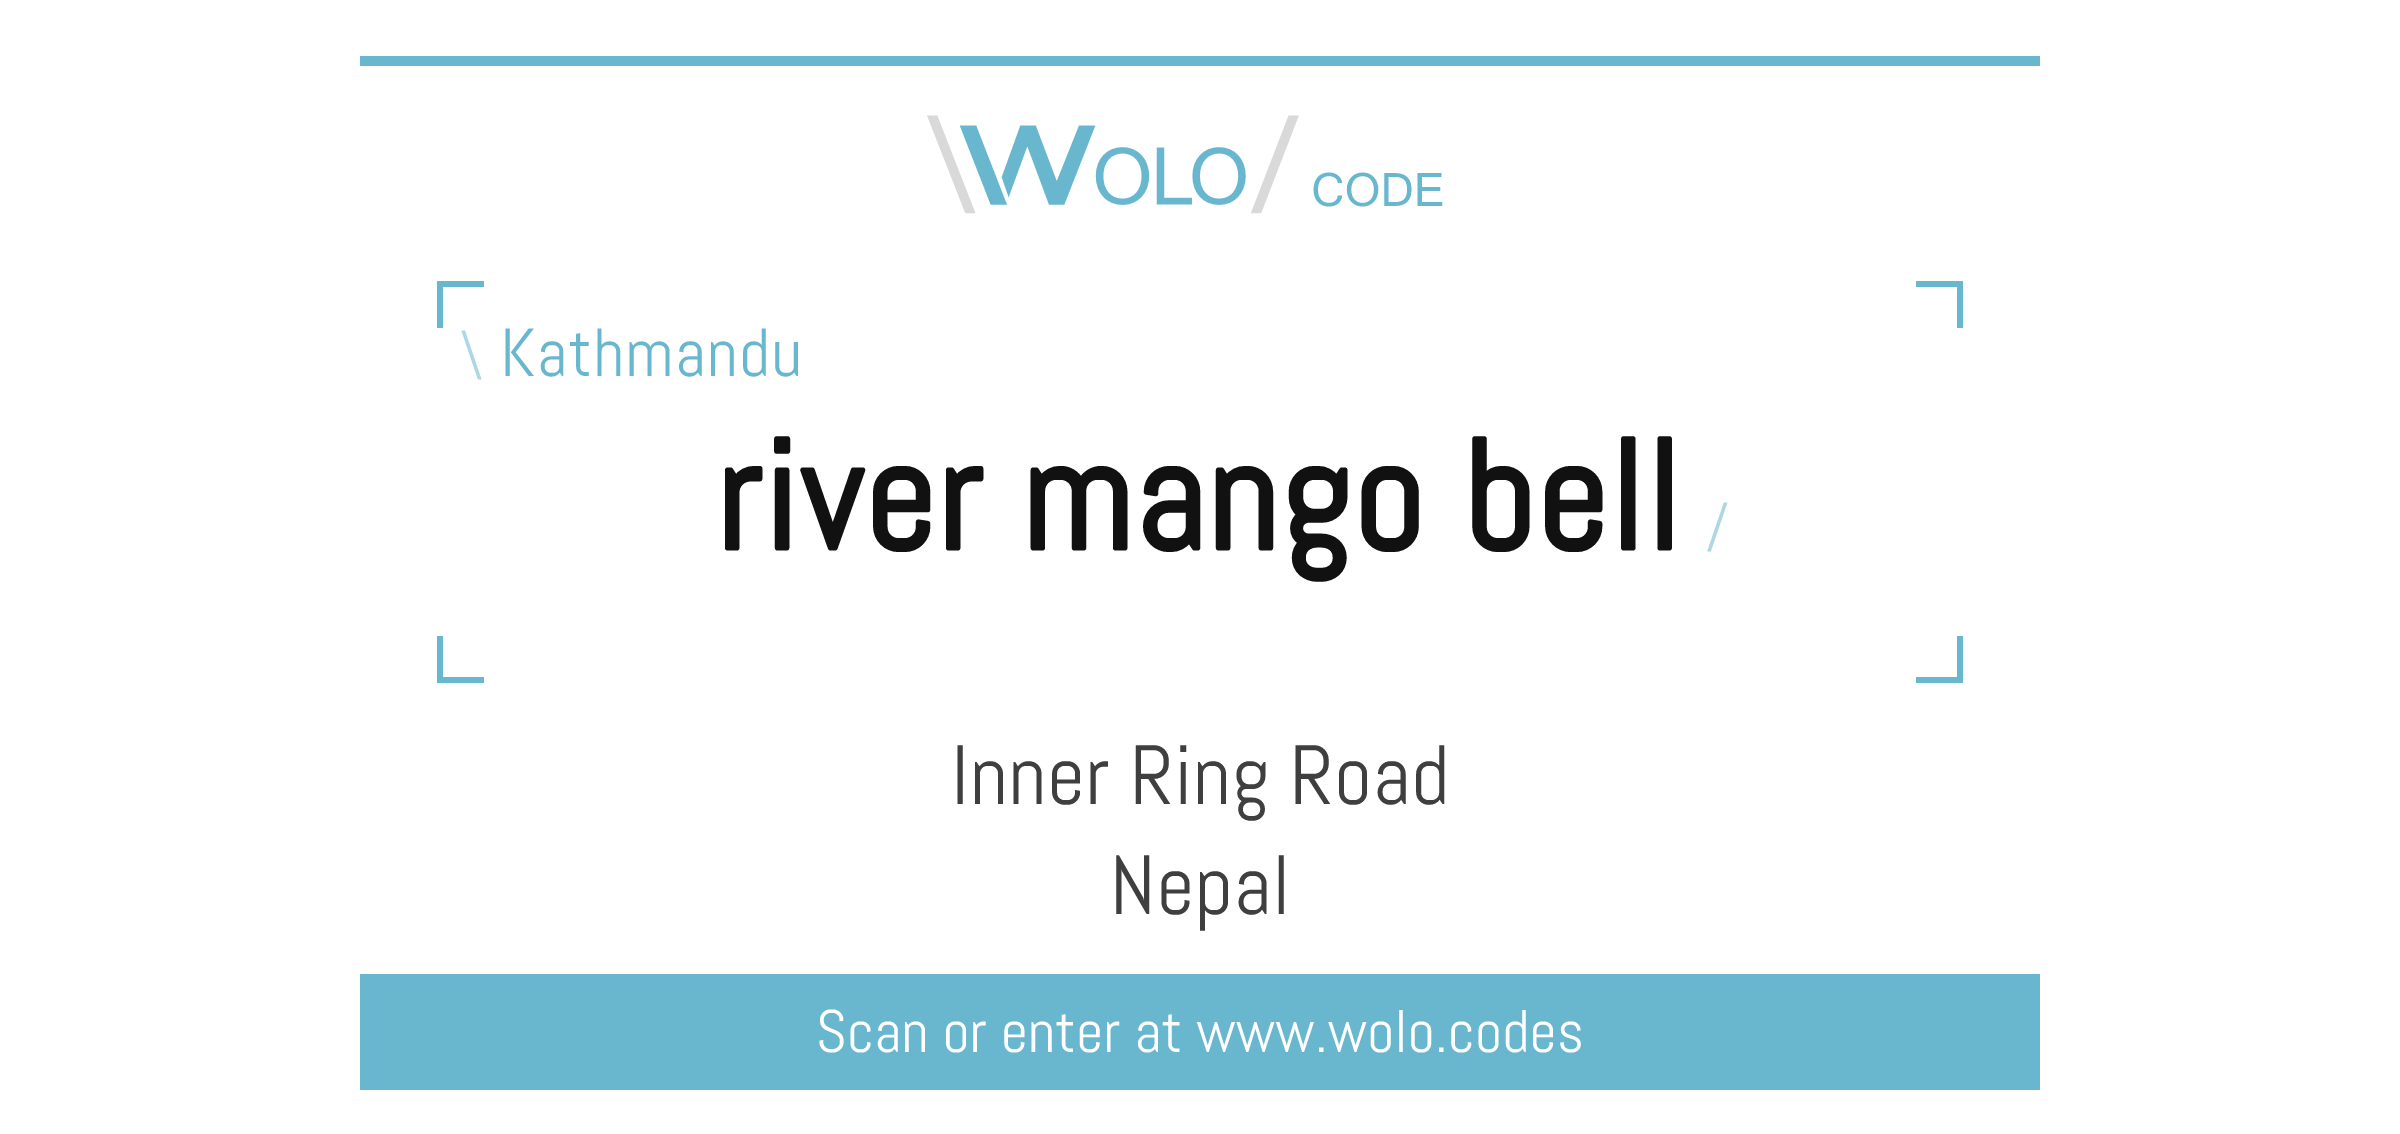 \WOLO/ CODE
\ Kathmandu
river mango bell /
Inner Ring Road
Nepal
Scan or enter at www.wolo.codes